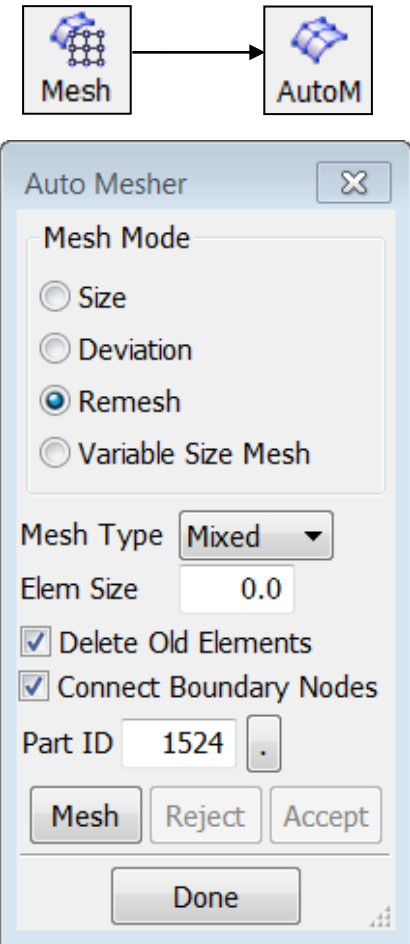 Mesh AutoM
Auto Mesher
Mesh Mode
Size
Deviation
Remesh
Variable Size Mesh
Mesh Type Mixed
Elem Size 0.0
Delete Old Elements
Connect Boundary Nodes
Part ID 1524 .
Mesh Reject Accept
Done